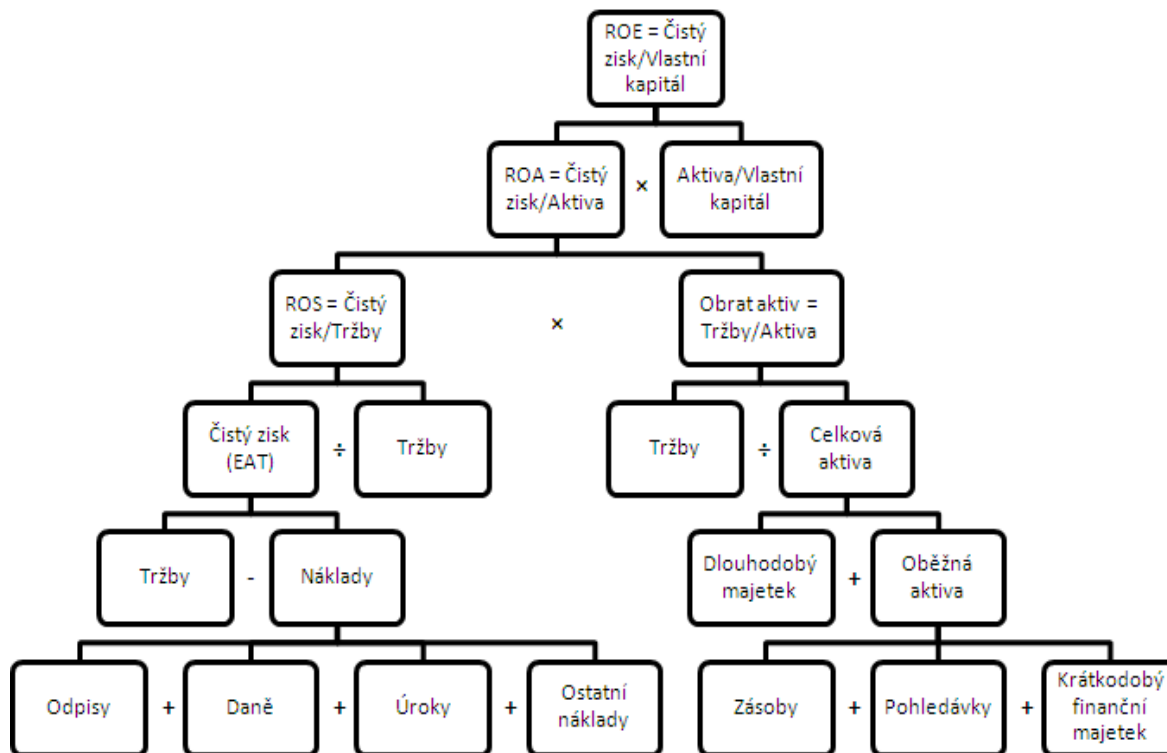 ROE = Čistý
zisk/Vlastní
kapitál
ROA = Čistý
zisk/Aktiva
×
Aktiva/Vlastní
kapitál
ROS = Čistý
zisk/Tržby
×
Obrat aktiv =
Tržby/Aktiva
Čistý zisk
(EAT)
÷
Tržby
Tržby
÷
Celková
aktiva
Tržby
-
Náklady
Dlouhodobý
majetek
+
Oběžná
aktiva
Odpisy
+
Daně
+
Úroky
+
Ostatní
náklady
Zásoby
+
Pohledávky
+
Krátkodobý
finanční
majetek